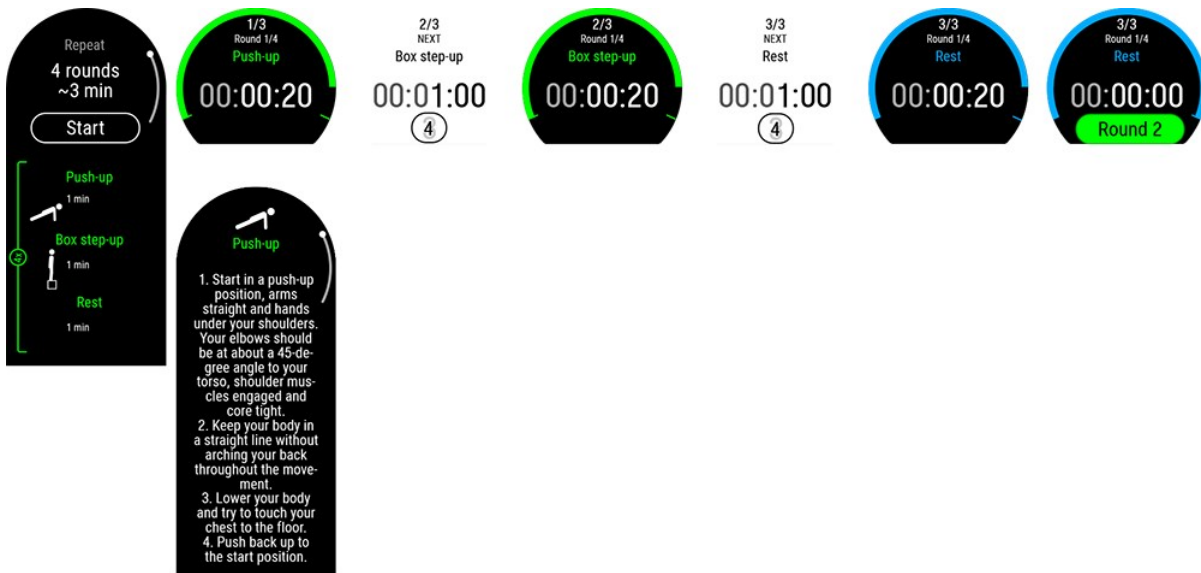 Repeat
4 rounds
~3 min
Start
Push-up
1 min
Box step-up
1 min
4x
Rest
1 min
1/3
Round 1/4
Push-up
00:00:20
2/3
NEXT
Box step-up
00:01:00
4
2/3
Round 1/4
Box step-up
00:00:20
3/3
NEXT
Rest
00:01:00
4
3/3
Round 1/4
Rest
00:00:20
3/3
Round 1/4
Rest
00:00:00
Round 2
Push-up
1. Start in a push-up
position, arms
straight and hands
under your shoulders.
Your elbows should
be at about a 45-de-
gree angle to your
torso, shoulder mus-
cles engaged and
core tight.
2. Keep your body in
a straight line without
arching your back
throughout the move-
ment.
3. Lower your body
and try to touch your
chest to the floor.
4. Push back up to
the start position.